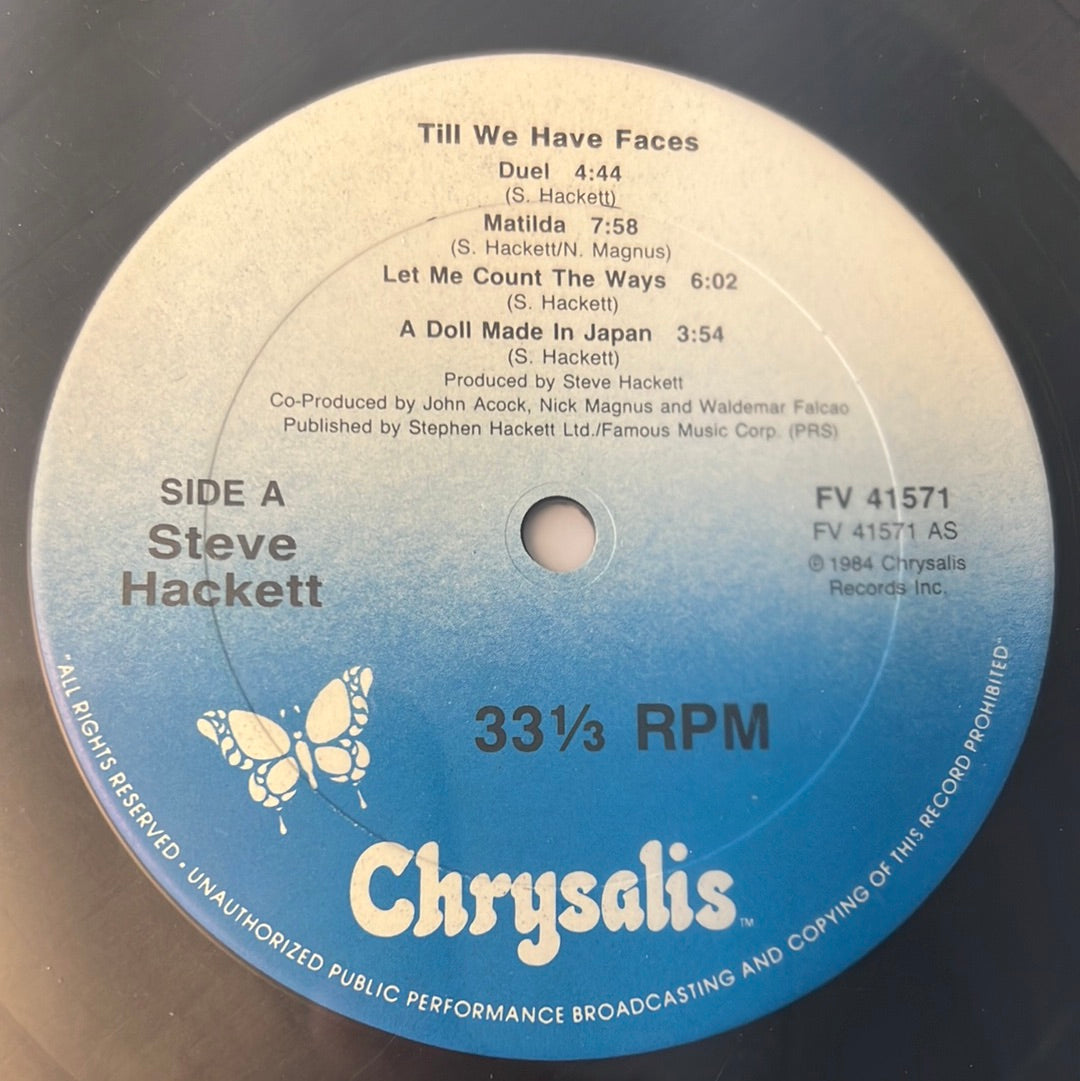 Till We Have Faces
Duel 4:44
(S. Hackett)
Matilda 7:58
(S. Hackett/N. Magnus)
Let Me Count The Ways 6:02
(S. Hackett)
A Doll Made In Japan 3:54
(S. Hackett)
Produced by Steve Hackett
Co-Produced by John Acock, Nick Magnus and Waldemar Falcao
Published by Stephen Hackett Ltd./Famous Music Corp. (PRS)
SIDE A
Steve
Hackett
FV 41571
FV 41571 AS
℗ 1984 Chrysalis
Records Inc.
33⅓ RPM
Chrysalis™
"ALL RIGHTS RESERVED • UNAUTHORIZED PUBLIC PERFORMANCE BROADCASTING AND COPYING OF THIS RECORD PROHIBITED"